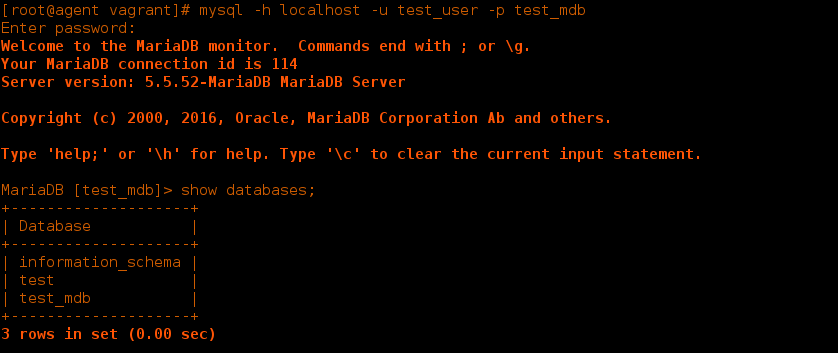 [root@agent vagrant]# mysql -h localhost -u test_user -p test_mdb
Enter password:
Welcome to the MariaDB monitor.  Commands end with ; or \g.
Your MariaDB connection id is 114
Server version: 5.5.52-MariaDB MariaDB Server

Copyright (c) 2000, 2016, Oracle, MariaDB Corporation Ab and others.

Type 'help;' or '\h' for help. Type '\c' to clear the current input statement.

MariaDB [test_mdb]> show databases;
+--------------------+
| Database           |
+--------------------+
| information_schema |
| test               |
| test_mdb           |
+--------------------+
3 rows in set (0.00 sec)